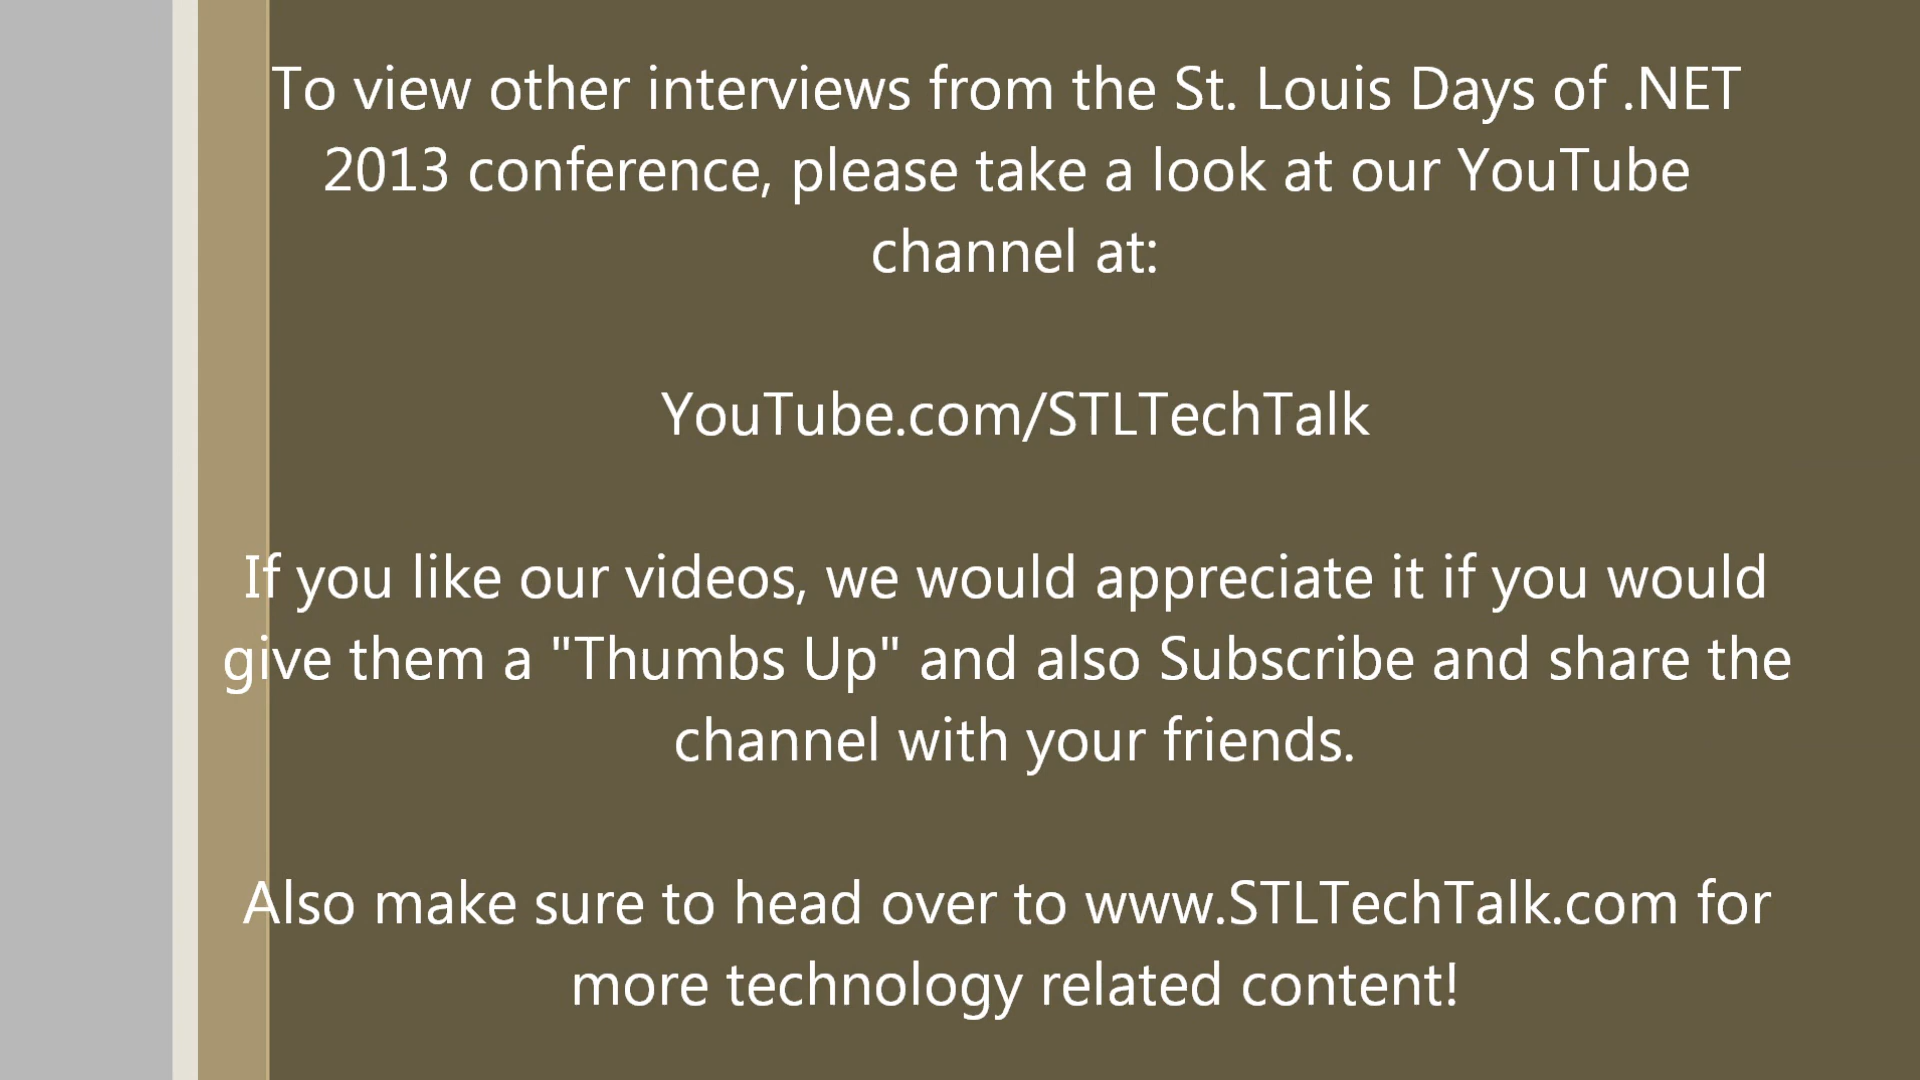 To view other interviews from the St. Louis Days of .NET
2013 conference, please take a look at our YouTube
channel at:
YouTube.com/STLTechTalk
If you like our videos, we would appreciate it if you would
give them a "Thumbs Up" and also Subscribe and share the
channel with your friends.
Also make sure to head over to www.STLTechTalk.com for
more technology related content!